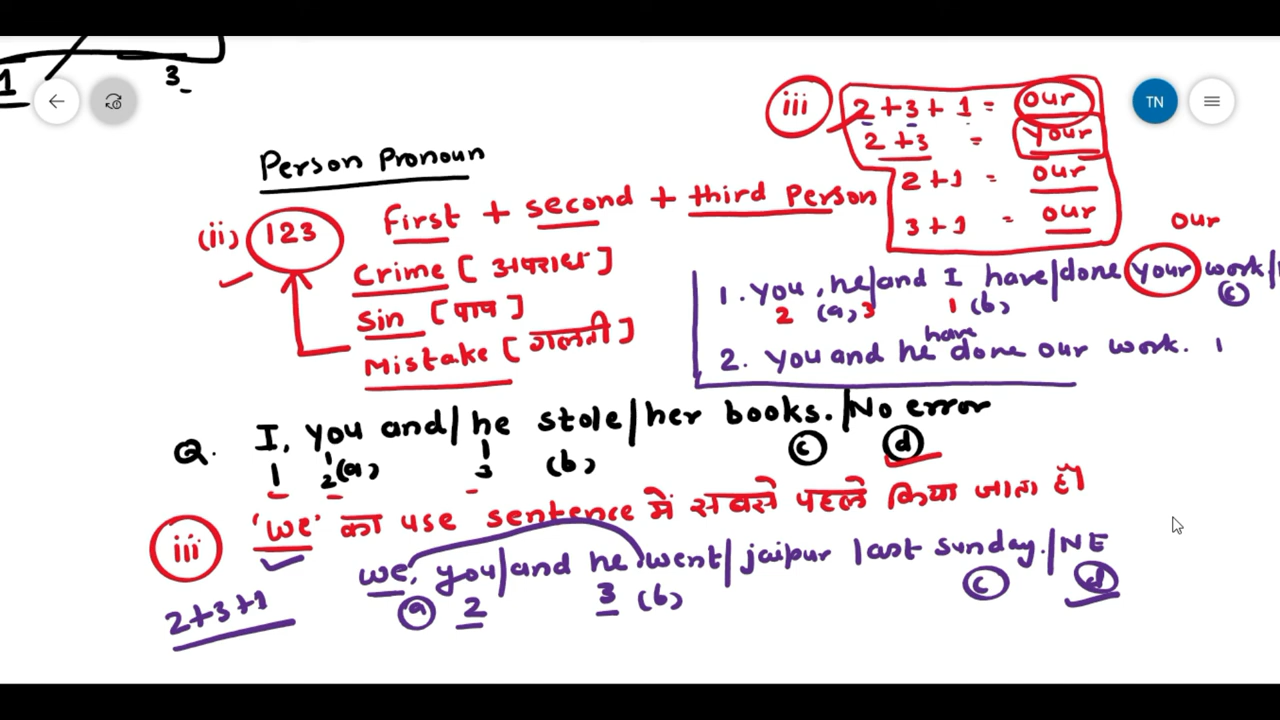 1 3
TN
Person Pronoun
(ii) 123 First + second + third Person
Crime [ अपराध ]
Sin [ पाप ]
Mistake [ गलती ]
iii 2 + 3 + 1 = our
2 + 3 = your
2 + 1 = our
3 + 1 = our
our
1. you, he/and I have/done your work/
2 (a) 3 1 (b) (c)
have
2. you and he done our work.
Q. I, you and/he stole/her books./No error
1 2 (a) 3 (b) (c) (d)
iii 'we' का use sentence में सबसे पहले किया जाता है।
we, you/and he went/jaipur last sunday./NE
(a) 2 3 (b) (c) (d)
2+3+1